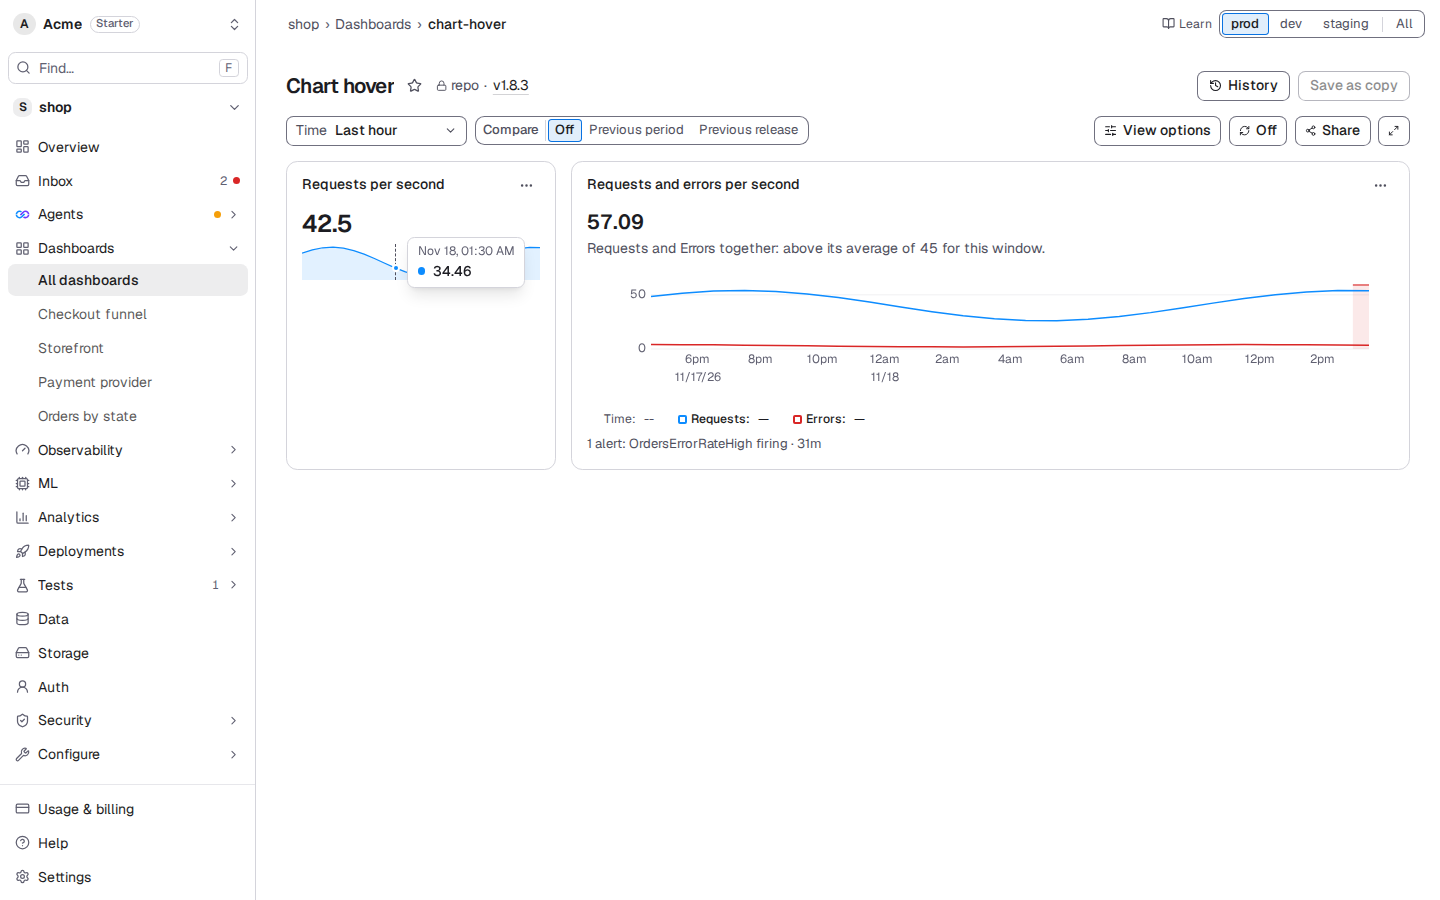 A Acme Starter
Find... F
S shop
Overview
Inbox 2
Agents
Dashboards
All dashboards
Checkout funnel
Storefront
Payment provider
Orders by state
Observability
ML
Analytics
Deployments
Tests 1
Data
Storage
Auth
Security
Configure
Usage & billing
Help
Settings
shop › Dashboards › chart-hover
Learn prod dev staging All
Chart hover repo · v1.8.3
History Save as copy
Time Last hour Compare Off Previous period Previous release
View options Off Share
Requests per second
42.5
Nov 18, 01:30 AM
34.46
Requests and errors per second
57.09
Requests and Errors together: above its average of 45 for this window.
50
0
6pm 8pm 10pm 12am 2am 4am 6am 8am 10am 12pm 2pm
11/17/26 11/18
Time: -- Requests: — Errors: —
1 alert: OrdersErrorRateHigh firing · 31m